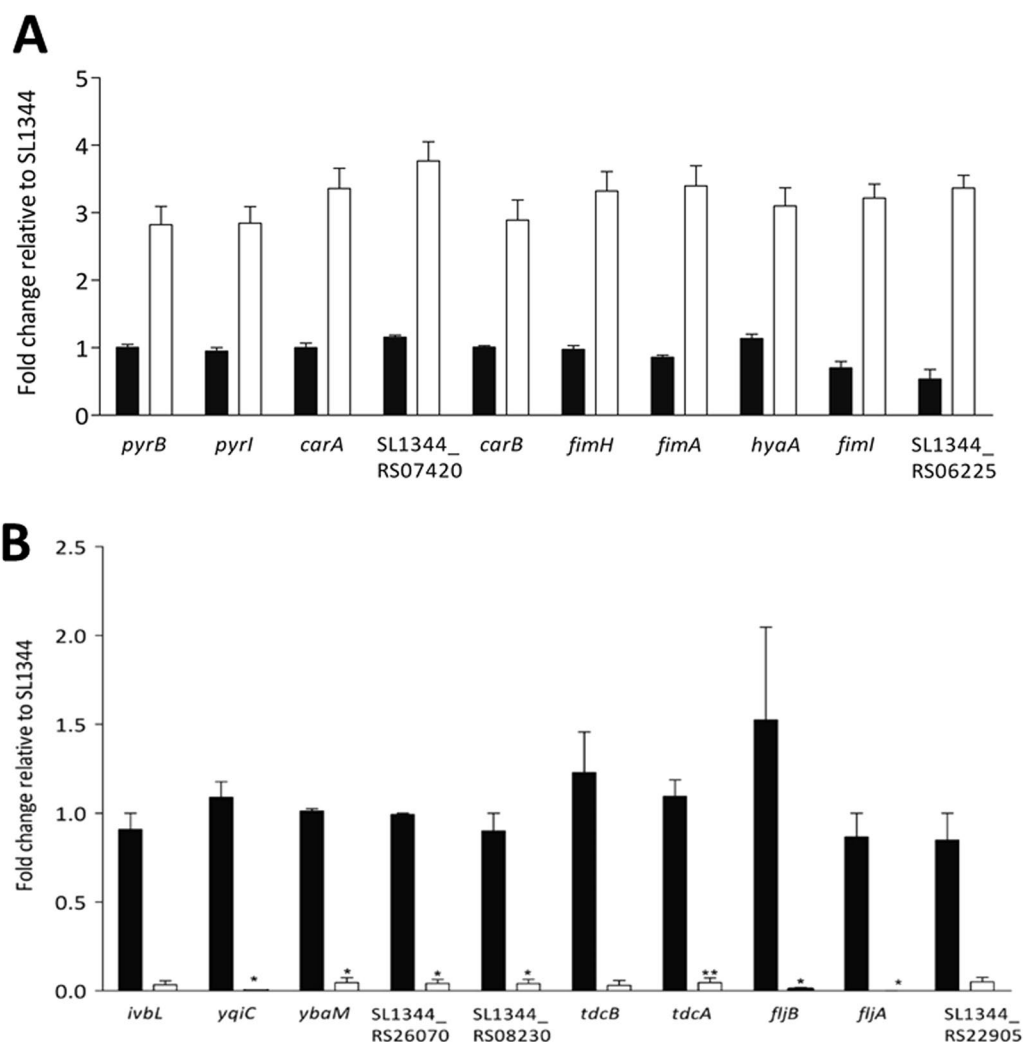 A
Fold change relative to SL1344
5
4
3
2
1
0
pyrB pyrI carA SL1344_ carB fimH fimA hyaA fimI SL1344_
RS07420 RS06225
B
Fold change relative to SL1344
2.5
2.0
1.5
1.0
0.5
0.0
* * * * ** * *
ivbL yqiC ybaM SL1344_ SL1344_ tdcB tdcA fljB fljA SL1344_
RS26070 RS08230 RS22905